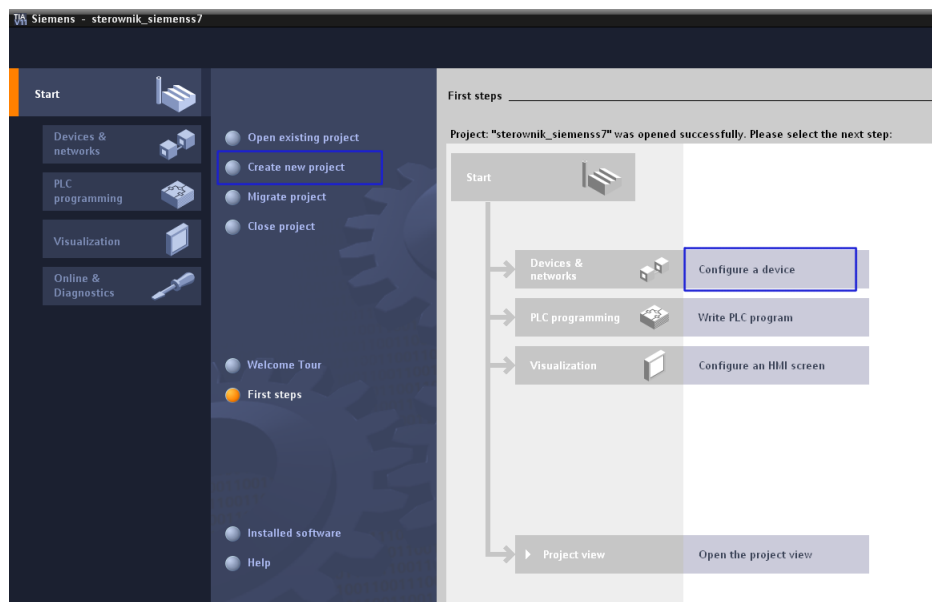 TIA Siemens - sterownik_siemenss7
Start
Devices &
networks
PLC
programming
Visualization
Online &
Diagnostics
Open existing project
Create new project
Migrate project
Close project
Welcome Tour
First steps
Installed software
Help
First steps
Project: "sterownik_siemenss7" was opened successfully. Please select the next step:
Start
Devices &
networks
Configure a device
PLC programming
Write PLC program
Visualization
Configure an HMI screen
Project view
Open the project view